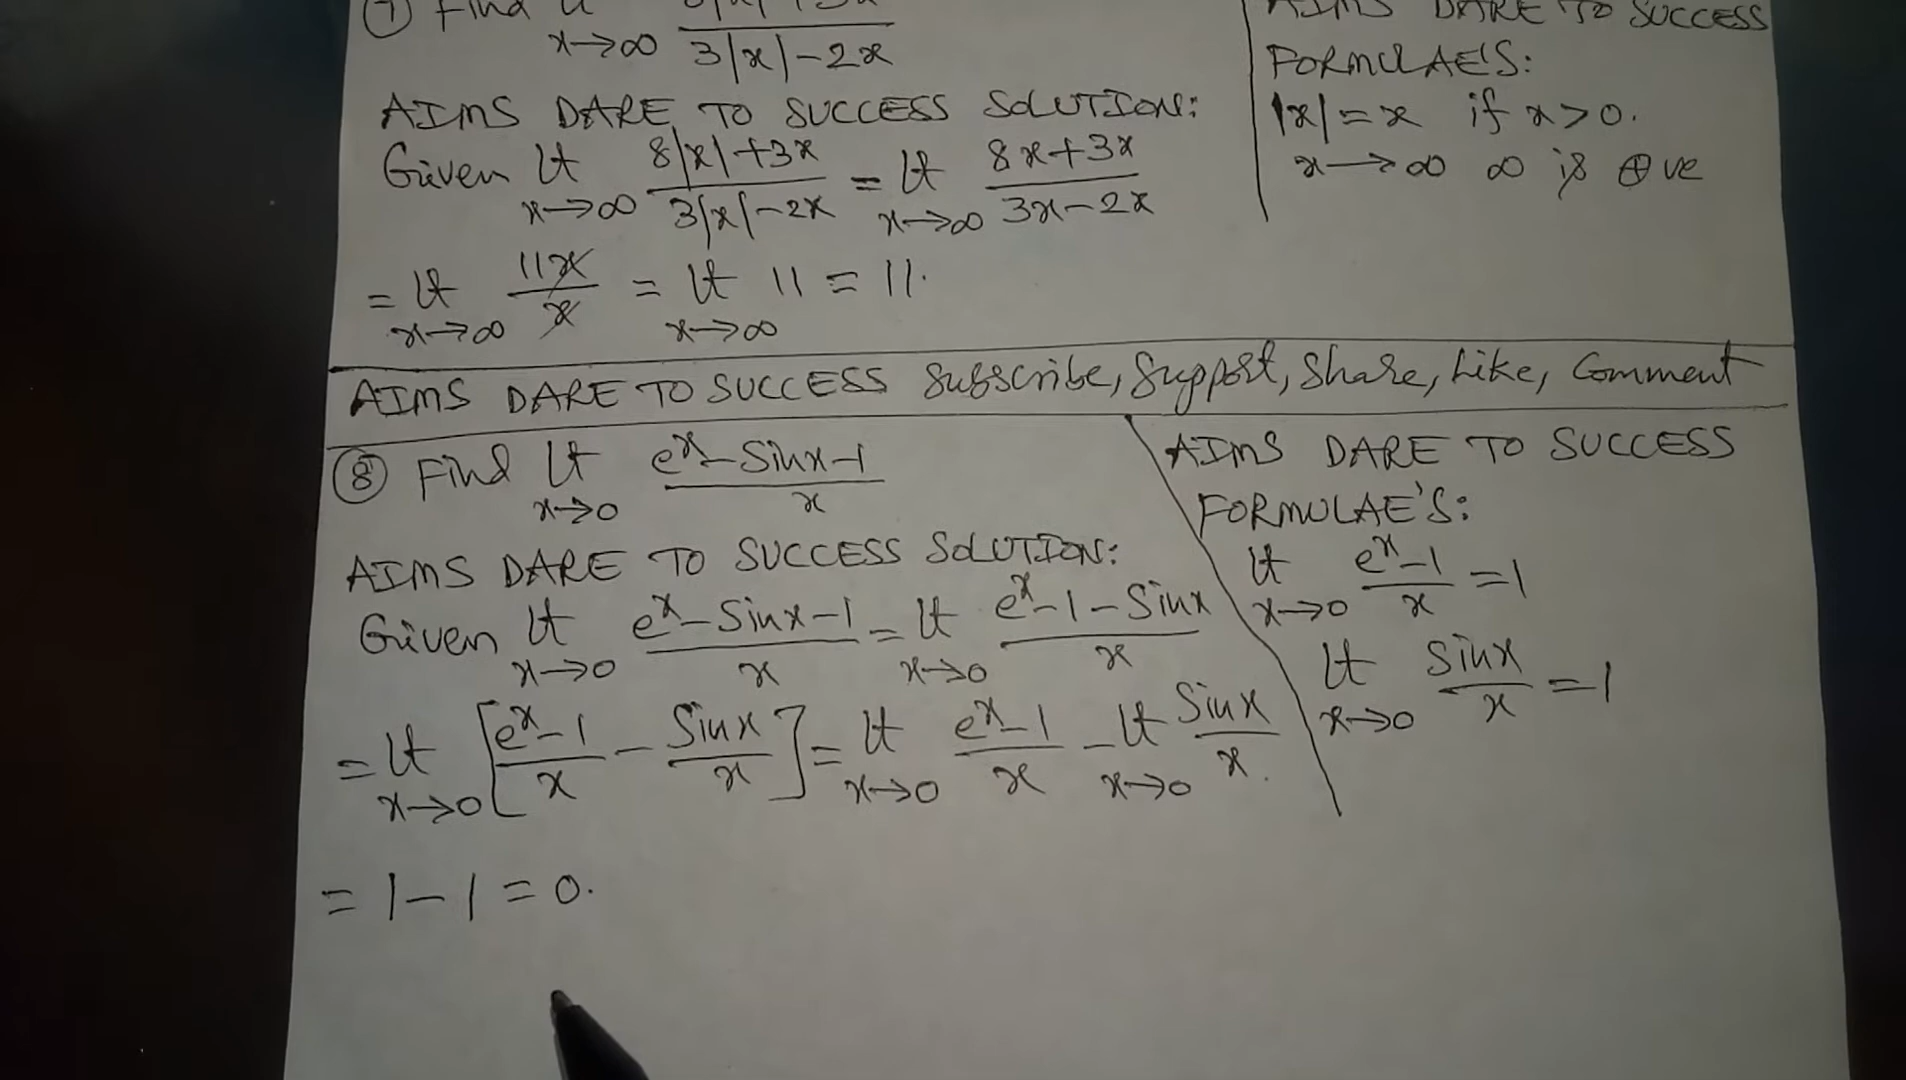 7 Find lt 8|x|+3x
x→∞ 3|x|-2x
AIMS DARE TO SUCCESS SOLUTION:
Given lt 8|x|+3x = lt 8x+3x
x→∞ 3|x|-2x x→∞ 3x-2x
= lt 11x = lt 11 = 11.
x→∞ x x→∞
AIMS DARE TO SUCCESS
FORMULAE'S:
|x|=x if x>0.
x→∞ ∞ is ⊕ve
AIMS DARE TO SUCCESS Subscribe, Support, Share, Like, Comment
8 Find lt eˣ-Sinx-1
x→0 x
AIMS DARE TO SUCCESS SOLUTION:
Given lt eˣ-Sinx-1 = lt eˣ-1-Sinx
x→0 x x→0 x
= lt [eˣ-1 - Sinx] = lt eˣ-1 - lt Sinx
x→0 x x x→0 x x→0 x.
= 1-1 = 0.
AIMS DARE TO SUCCESS
FORMULAE'S:
lt eˣ-1 = 1
x→0 x
lt Sinx = 1
x→0 x